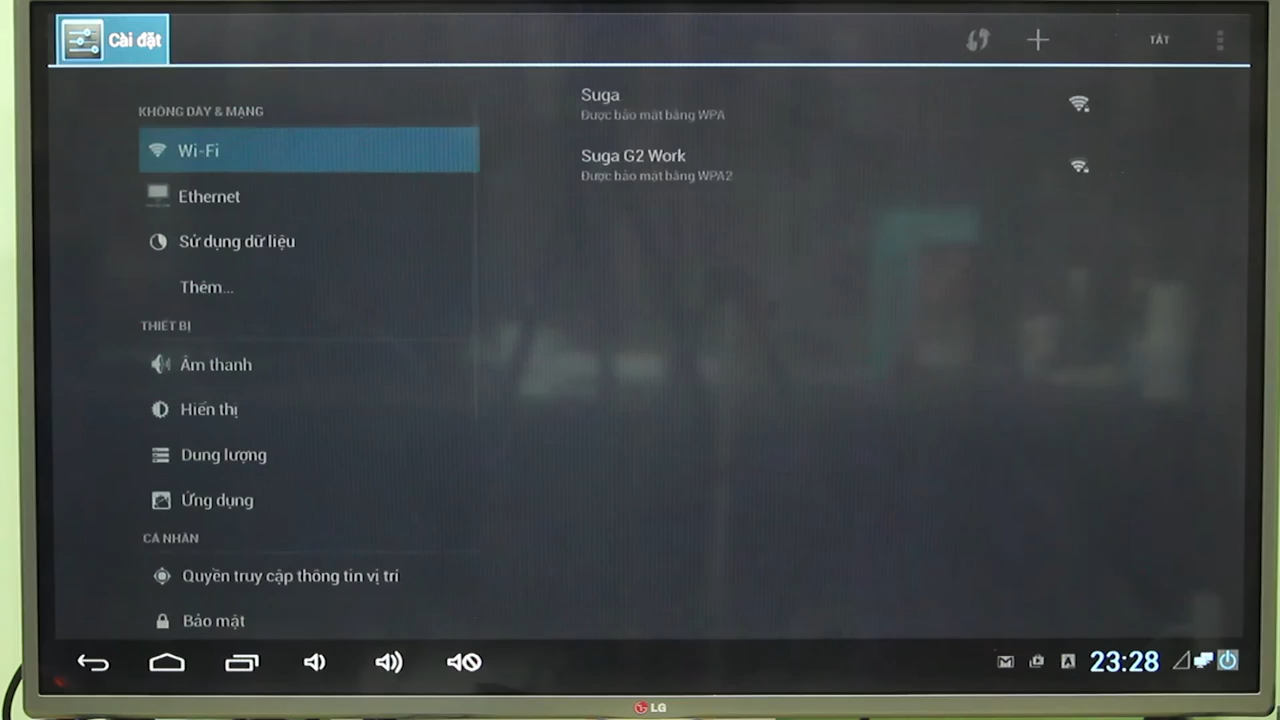 Cài đặt
TẮT
KHÔNG DÂY & MẠNG
Wi-Fi
Ethernet
Sử dụng dữ liệu
Thêm...
THIẾT BỊ
Âm thanh
Hiển thị
Dung lượng
Ứng dụng
CÁ NHÂN
Quyền truy cập thông tin vị trí
Bảo mật
Suga
Được bảo mật bằng WPA
Suga G2 Work
Được bảo mật bằng WPA2
23:28
LG